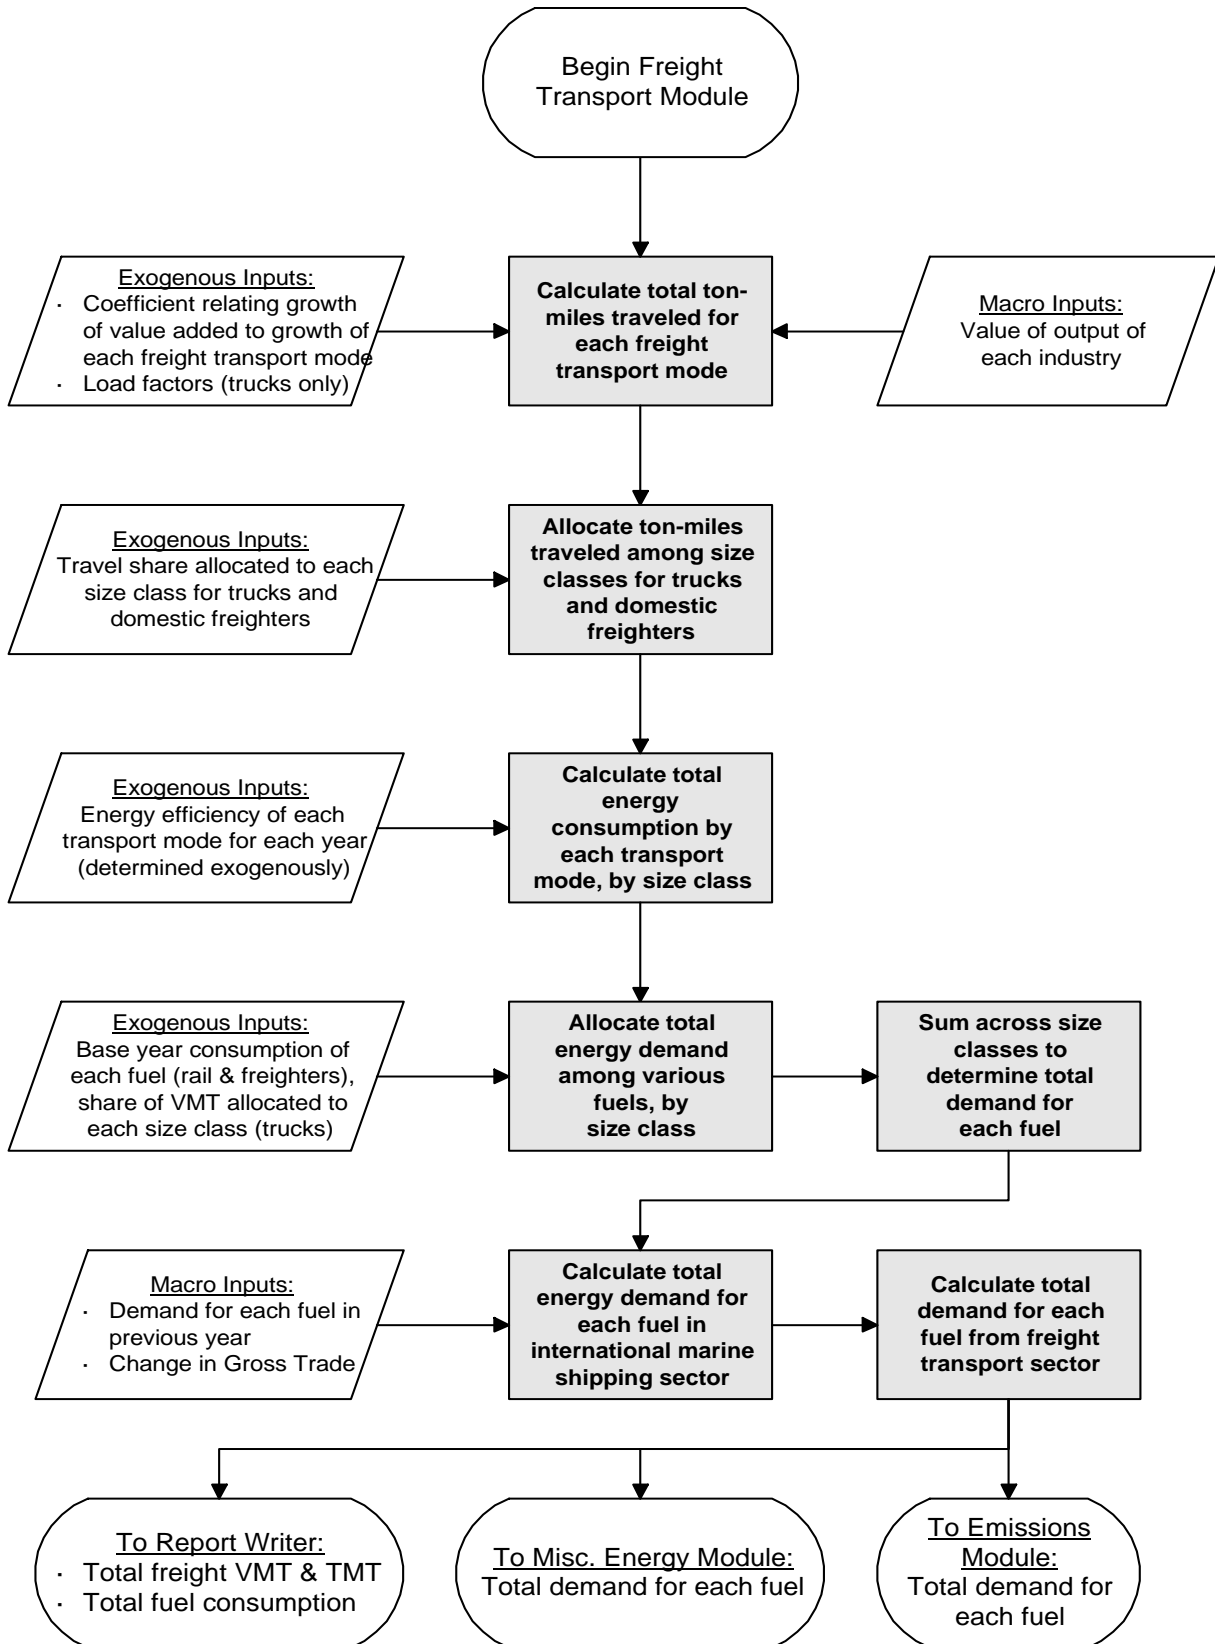 Begin Freight
Transport Module
Exogenous Inputs:
· Coefficient relating growth
of value added to growth of
each freight transport mode
· Load factors (trucks only)
Calculate total ton-
miles traveled for
each freight
transport mode
Macro Inputs:
Value of output of
each industry
Exogenous Inputs:
Travel share allocated to each
size class for trucks and
domestic freighters
Allocate ton-miles
traveled among size
classes for trucks
and domestic
freighters
Exogenous Inputs:
Energy efficiency of each
transport mode for each year
(determined exogenously)
Calculate total
energy
consumption by
each transport
mode, by size class
Exogenous Inputs:
Base year consumption of
each fuel (rail & freighters),
share of VMT allocated to
each size class (trucks)
Allocate total
energy demand
among various
fuels, by
size class
Sum across size
classes to
determine total
demand for
each fuel
Macro Inputs:
· Demand for each fuel in
previous year
· Change in Gross Trade
Calculate total
energy demand for
each fuel in
international marine
shipping sector
Calculate total
demand for each
fuel from freight
transport sector
To Report Writer:
· Total freight VMT & TMT
· Total fuel consumption
To Misc. Energy Module:
Total demand for each fuel
To Emissions
Module:
Total demand for
each fuel